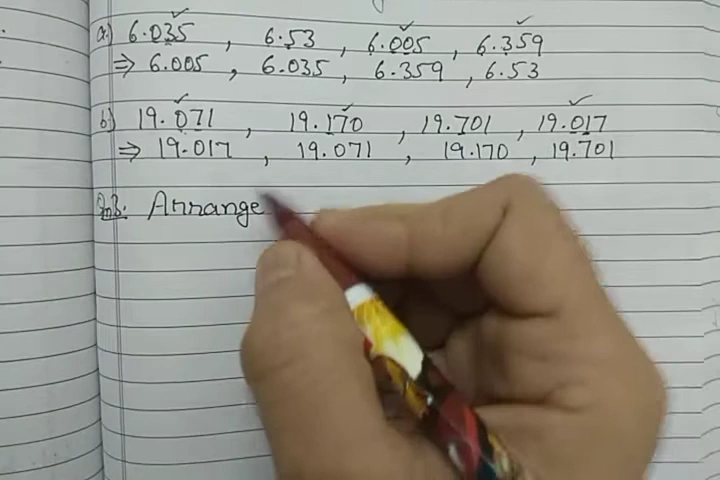 a.) 6.035 , 6.53 , 6.005 , 6.359
⇒ 6.005 , 6.035 , 6.359 , 6.53
b) 19.071 , 19.170 , 19.701 , 19.017
⇒ 19.017 , 19.071 , 19.170 , 19.701
Qn3. Arrange